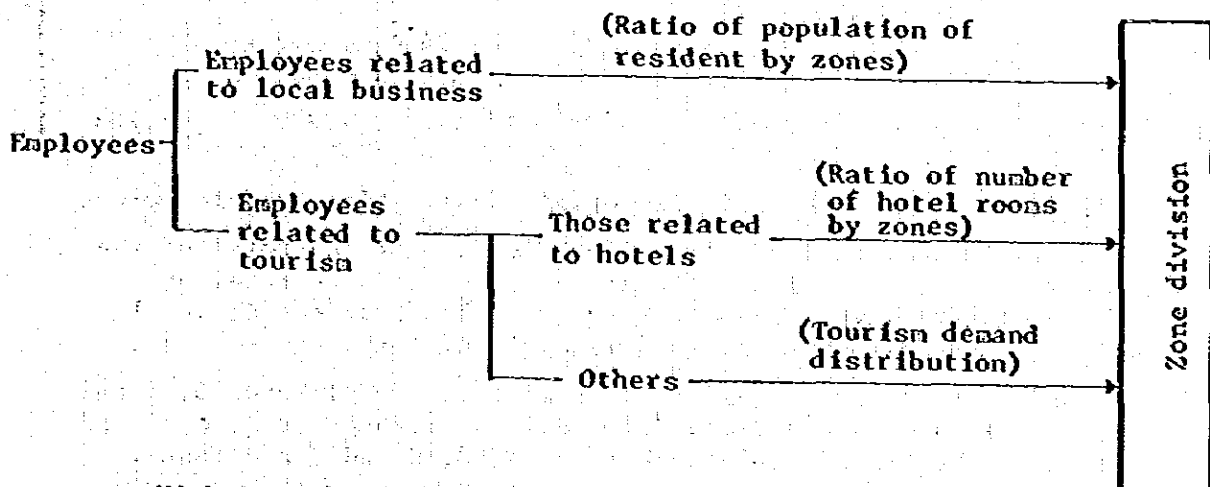 (Ratio of population of
resident by zones)
Employees related
to local business
Employees
(Ratio of number
of hotel rooms
by zones)
Employees
related to
tourism
Those related
to hotels
Zone division
(Tourism demand
distribution)
Others